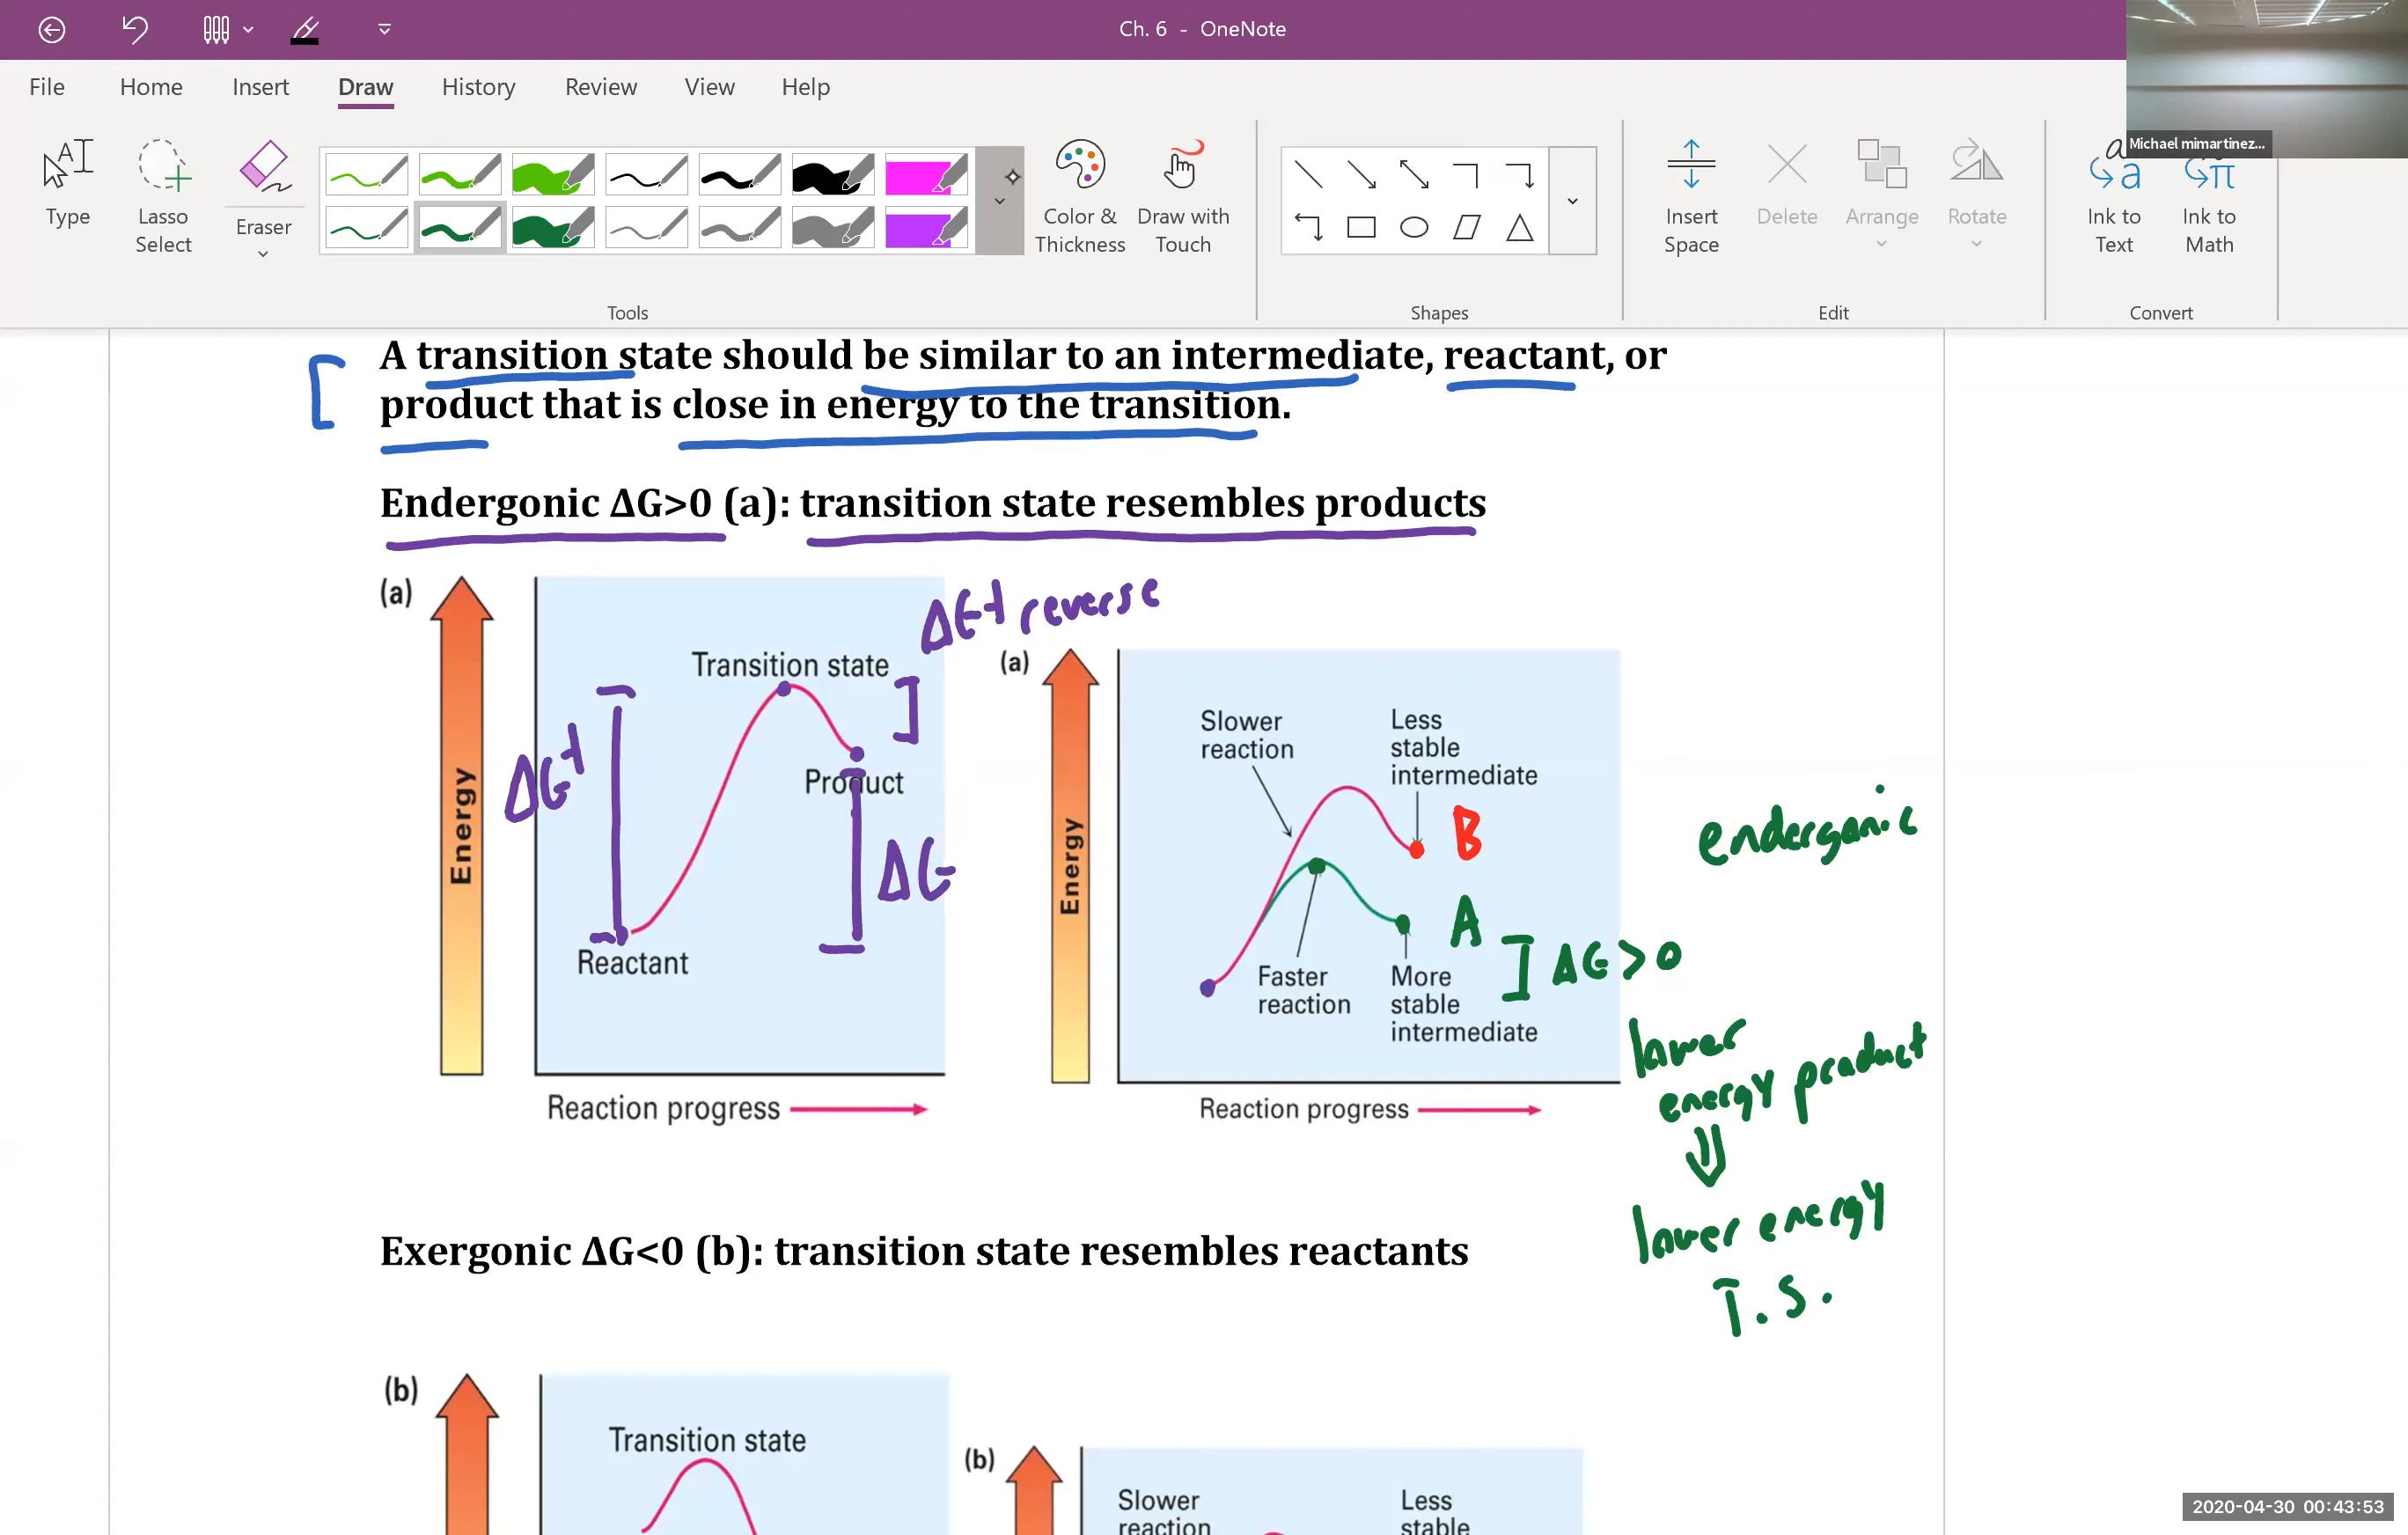 Ch. 6 - OneNote
File Home Insert Draw History Review View Help
Michael mimartinez...
Type
Lasso Select
Eraser
Color & Thickness
Draw with Touch
Insert Space
Delete
Arrange
Rotate
Ink to Text
Ink to Math
Tools
Shapes
Edit
Convert
A transition state should be similar to an intermediate, reactant, or
product that is close in energy to the transition.
Endergonic ΔG>0 (a): transition state resembles products
(a)
Energy
ΔG‡ reverse
Transition state
ΔG‡
Product
ΔG
Reactant
Reaction progress
(a)
Energy
Slower
reaction
Less
stable
intermediate
B
A
Faster
reaction
More
stable
intermediate
Reaction progress
endergonic
ΔG>0
lower
energy product
⇓
lower energy
T.S.
Exergonic ΔG<0 (b): transition state resembles reactants
(b)
Transition state
(b)
Slower
reaction
Less
stable
2020-04-30 00:43:53